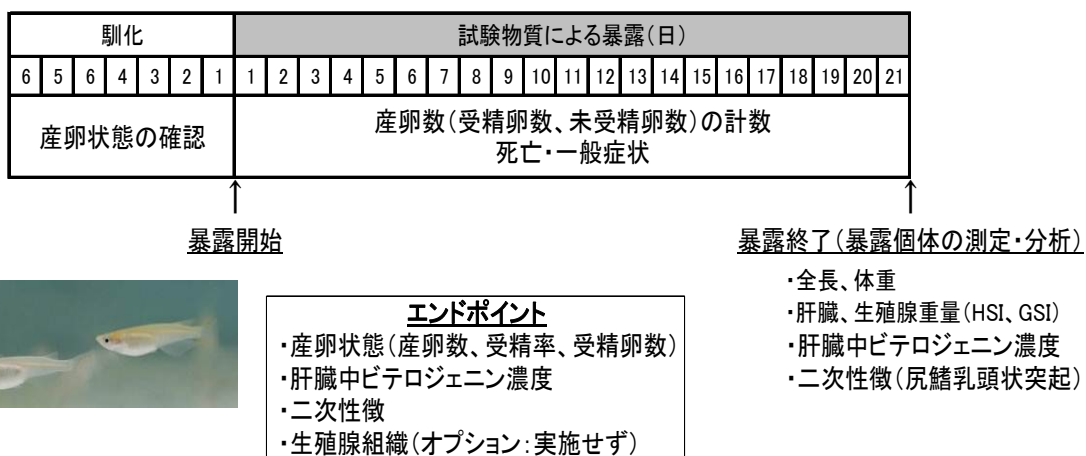 馴化 試験物質による暴露(日)
6 5 6 4 3 2 1 1 2 3 4 5 6 7 8 9 10 11 12 13 14 15 16 17 18 19 20 21
産卵状態の確認 産卵数(受精卵数、未受精卵数)の計数
死亡・一般症状
↑ ↑
暴露開始 暴露終了(暴露個体の測定・分析)
エンドポイント
・産卵状態(産卵数、受精率、受精卵数)
・肝臓中ビテロジェニン濃度
・二次性徴
・生殖腺組織(オプション:実施せず)
・全長、体重
・肝臓、生殖腺重量(HSI、GSI)
・肝臓中ビテロジェニン濃度
・二次性徴(尻鰭乳頭状突起)